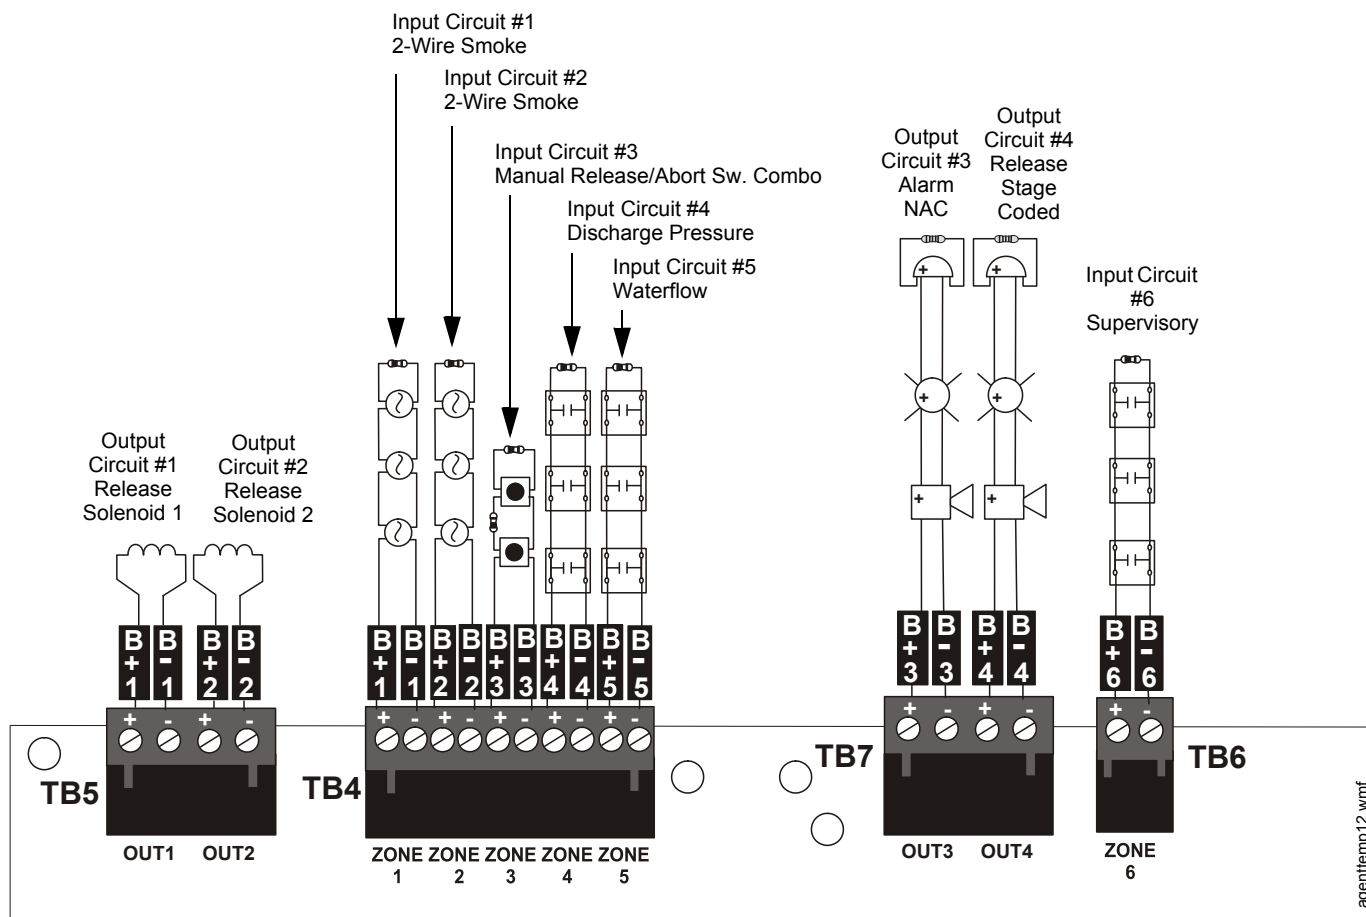 Input Circuit #1
2-Wire Smoke
Input Circuit #2
2-Wire Smoke
Input Circuit #3
Manual Release/Abort Sw. Combo
Input Circuit #4
Discharge Pressure
Input Circuit #5
Waterflow
Output
Circuit #3
Alarm
NAC
Output
Circuit #4
Release
Stage
Coded
Input Circuit
#6
Supervisory
Output
Circuit #1
Release
Solenoid 1
Output
Circuit #2
Release
Solenoid 2
+
+
+
+
+
+
B+1
B-1
B+2
B-2
B+1
B-1
B+2
B-2
B+3
B-3
B+4
B-4
B+5
B-5
B+3
B-3
B+4
B-4
B+6
B-6
+ - + -
+ - + - + - + - + -
+ - + -
+ -
TB5
TB4
TB7
TB6
OUT1 OUT2
ZONE 
1
ZONE
2
ZONE
3
ZONE
4
ZONE
5
OUT3 OUT4
ZONE
6
agenttemp12.wmf